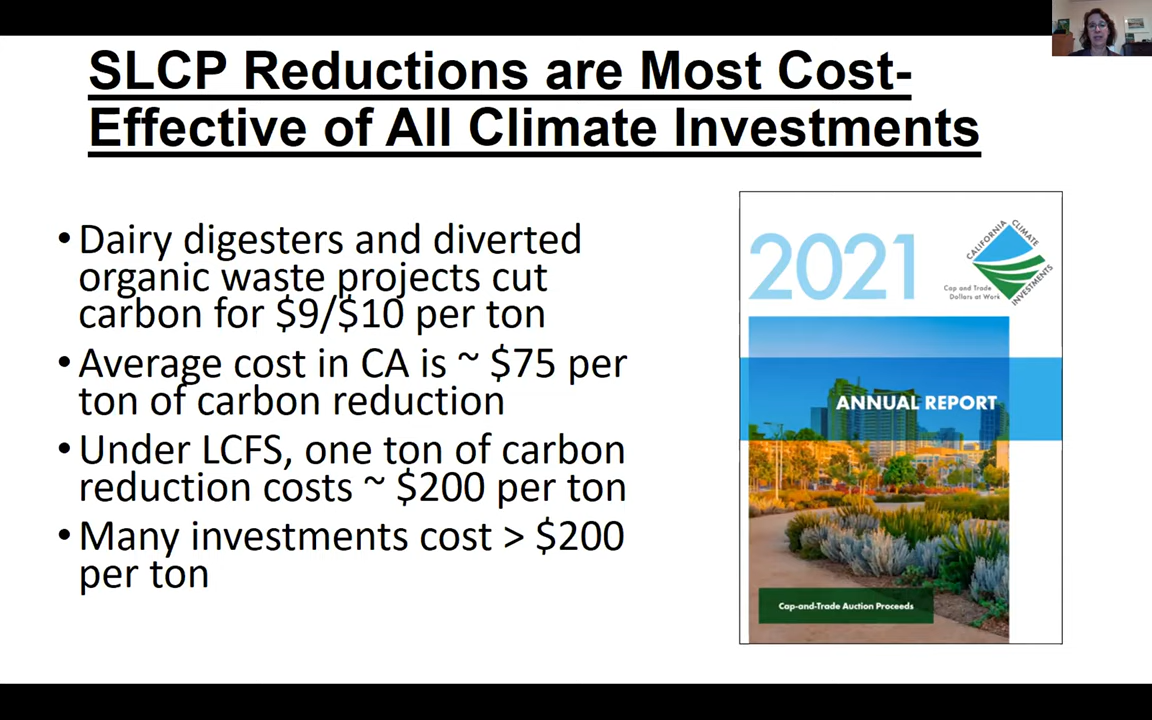 SLCP Reductions are Most Cost-
Effective of All Climate Investments
• Dairy digesters and diverted
organic waste projects cut
carbon for $9/$10 per ton
• Average cost in CA is ~ $75 per
ton of carbon reduction
• Under LCFS, one ton of carbon
reduction costs ~ $200 per ton
• Many investments cost > $200
per ton
2021
CALIFORNIA CLIMATE INVESTMENTS
Cap and Trade
Dollars at Work
ANNUAL REPORT
Cap-and-Trade Auction Proceeds